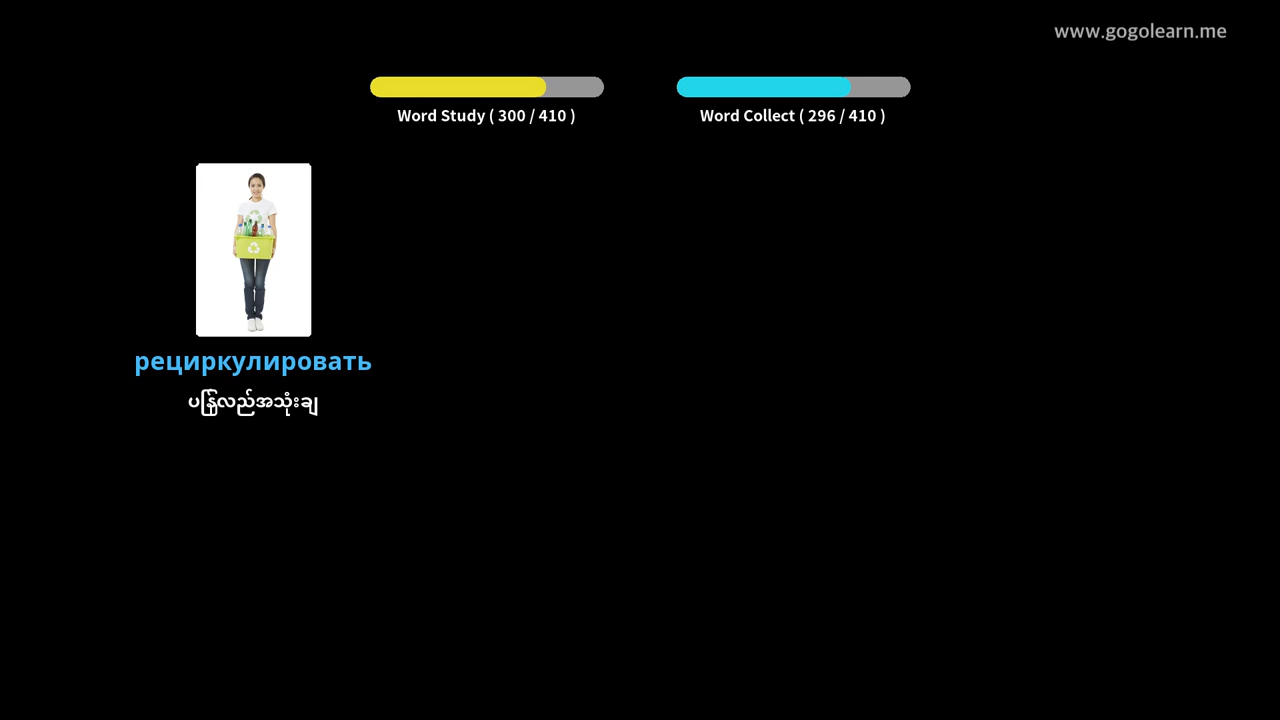 www.gogolearn.me
Word Study ( 300 / 410 )
Word Collect ( 296 / 410 )
рециркулировать
ပြန်လည်အသုံးချ